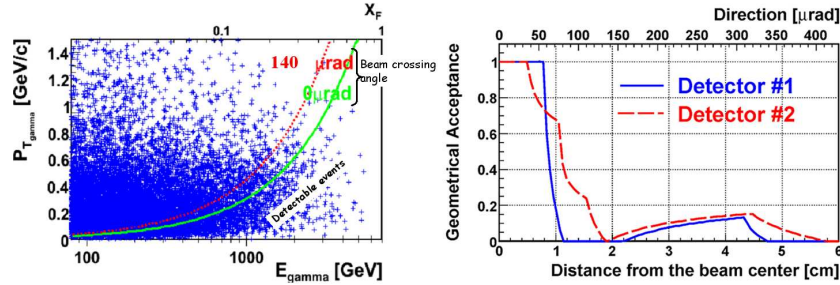 0.1 X_F 1
P_Tgamma [GeV/c]
1.4
1.2
1
0.8
0.6
0.4
0.2
0
140 μrad
0μrad
Beam crossing
angle
Detectable events
100 1000
E_gamma [GeV]
Direction [μrad]
0 50 100 150 200 250 300 350 400
Geometrical Acceptance
1
0.8
0.6
0.4
0.2
0
Detector #1
Detector #2
0 1 2 3 4 5 6
Distance from the beam center [cm]